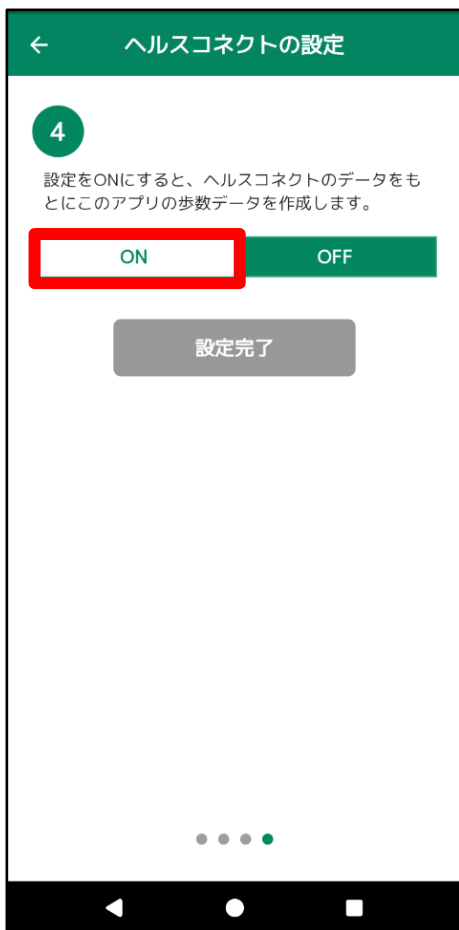 ヘルスコネクトの設定
4
設定をONにすると、ヘルスコネクトのデータをも
とにこのアプリの歩数データを作成します。
ON OFF
設定完了